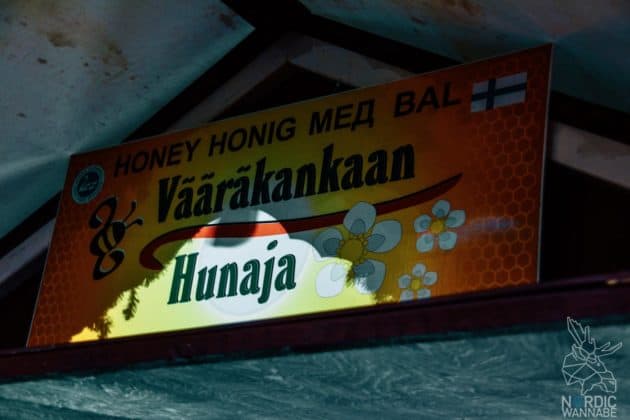 HONEY HONIG МЕД BAL
Vääräkankaan
Hunaja
NORDIC
WANNABE